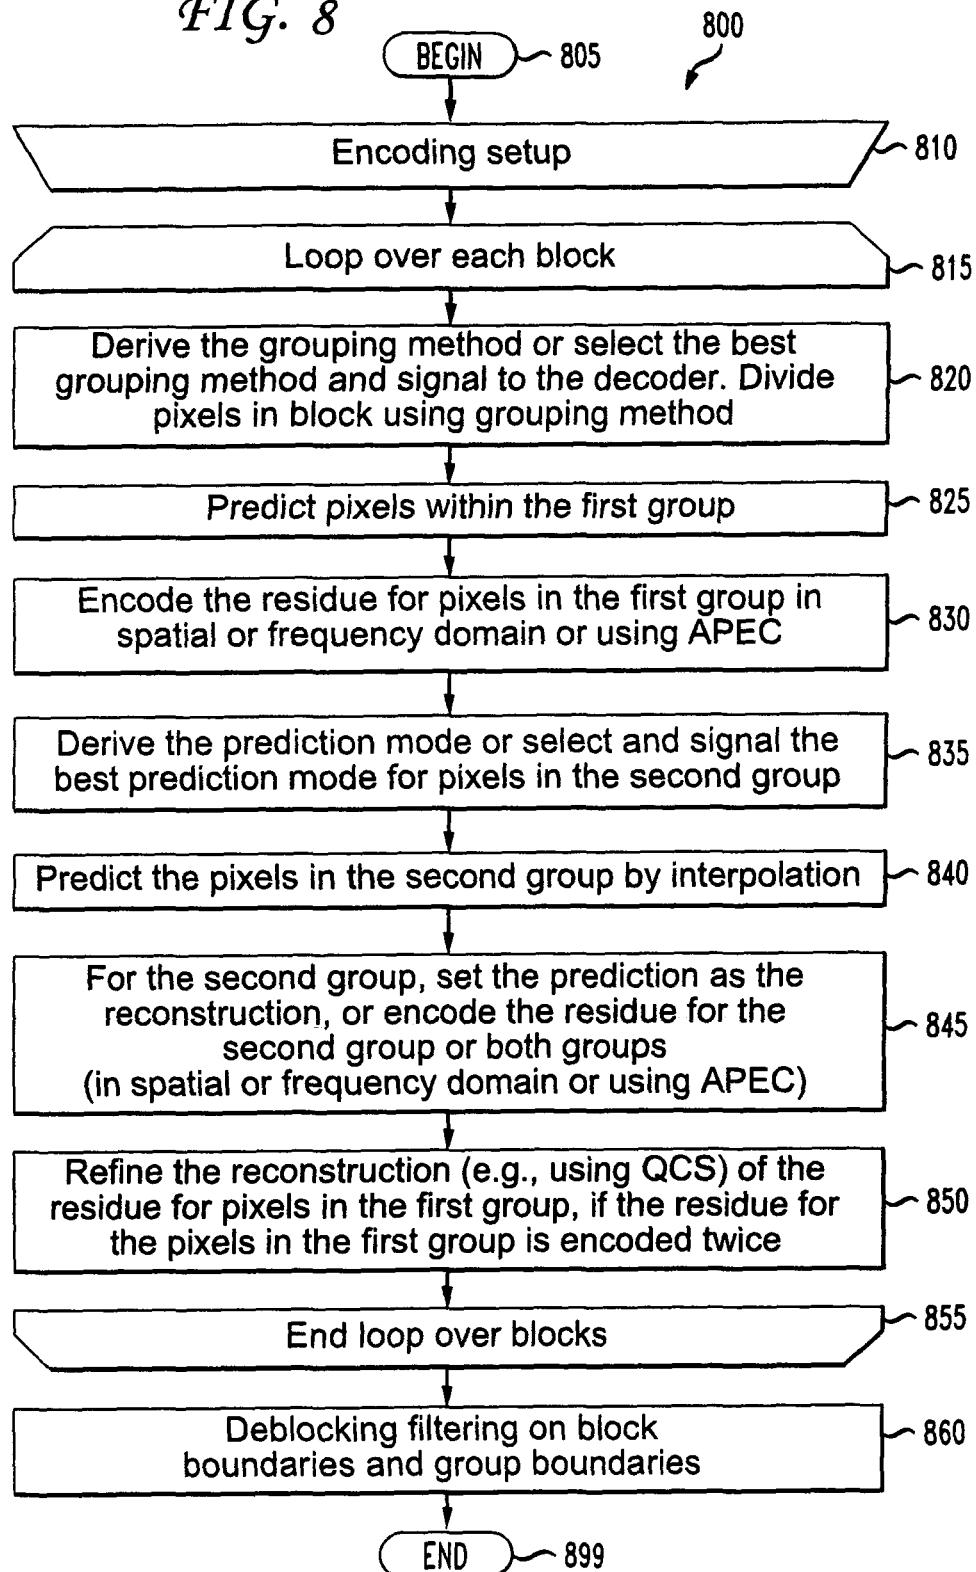 FIG. 8
800
BEGIN 805
Encoding setup 810
Loop over each block 815
Derive the grouping method or select the best
grouping method and signal to the decoder. Divide 820
pixels in block using grouping method
Predict pixels within the first group 825
Encode the residue for pixels in the first group in
spatial or frequency domain or using APEC 830
Derive the prediction mode or select and signal the
best prediction mode for pixels in the second group 835
Predict the pixels in the second group by interpolation 840
For the second group, set the prediction as the
reconstruction, or encode the residue for the 845
second group or both groups
(in spatial or frequency domain or using APEC)
Refine the reconstruction (e.g., using QCS) of the
residue for pixels in the first group, if the residue for 850
the pixels in the first group is encoded twice
End loop over blocks 855
Deblocking filtering on block 860
boundaries and group boundaries
END 899